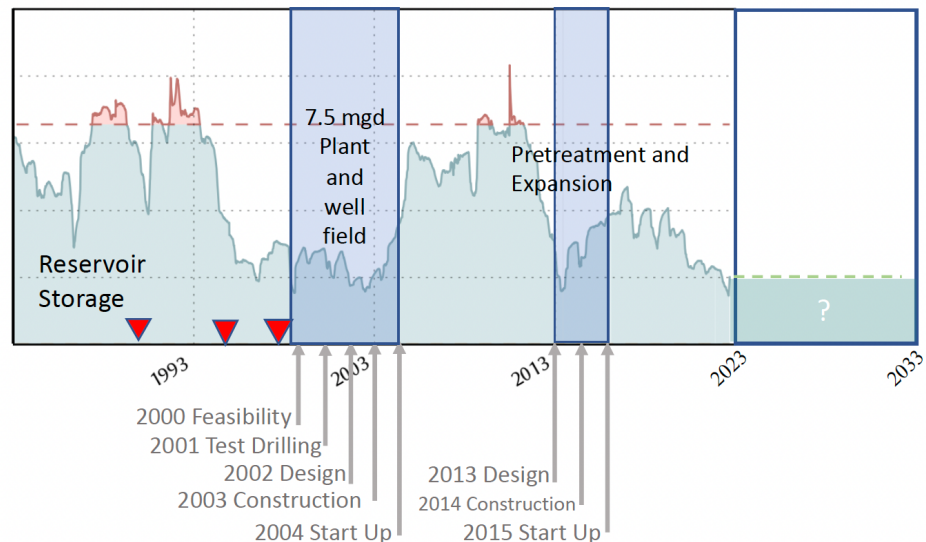 7.5 mgd
Plant
and
well
field
Pretreatment and
Expansion
Reservoir
Storage
?
1993
2003
2013
2023
2033
2000 Feasibility
2001 Test Drilling
2002 Design
2003 Construction
2004 Start Up
2013 Design
2014 Construction
2015 Start Up